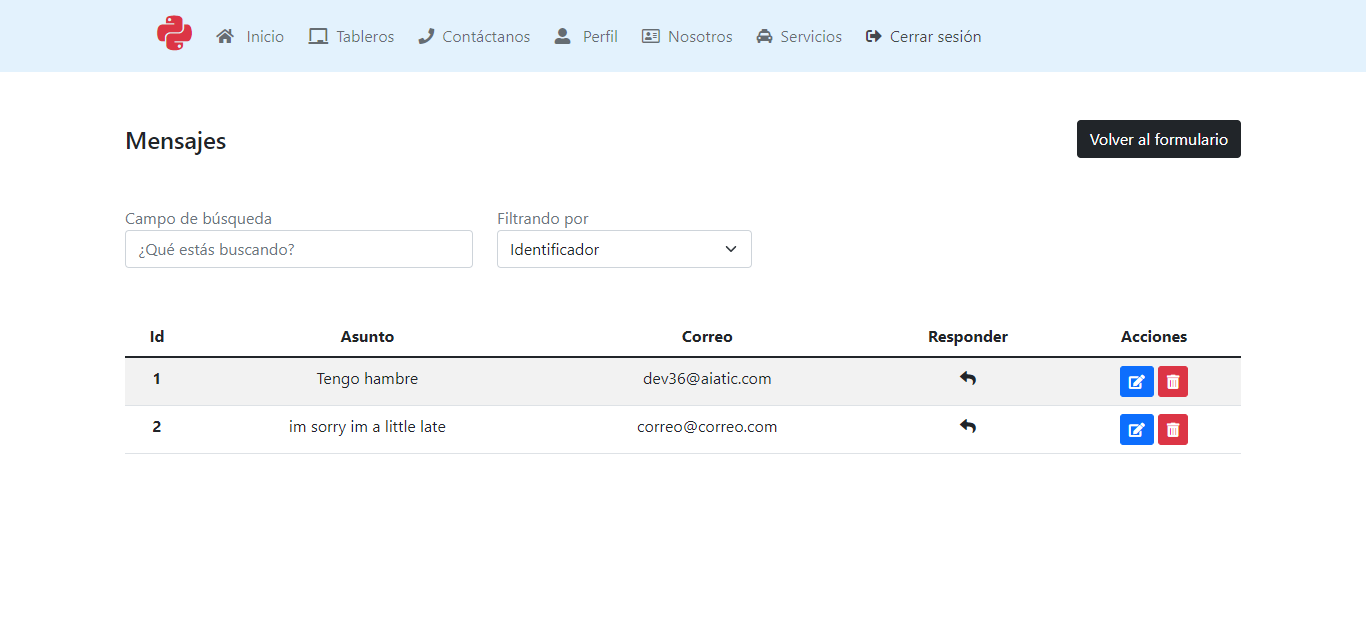 Inicio Tableros Contáctanos Perfil Nosotros Servicios Cerrar sesión
Mensajes
Volver al formulario
Campo de búsqueda Filtrando por
¿Qué estás buscando? Identificador
Id Asunto Correo Responder Acciones
1 Tengo hambre dev36@aiatic.com
2 im sorry im a little late correo@correo.com